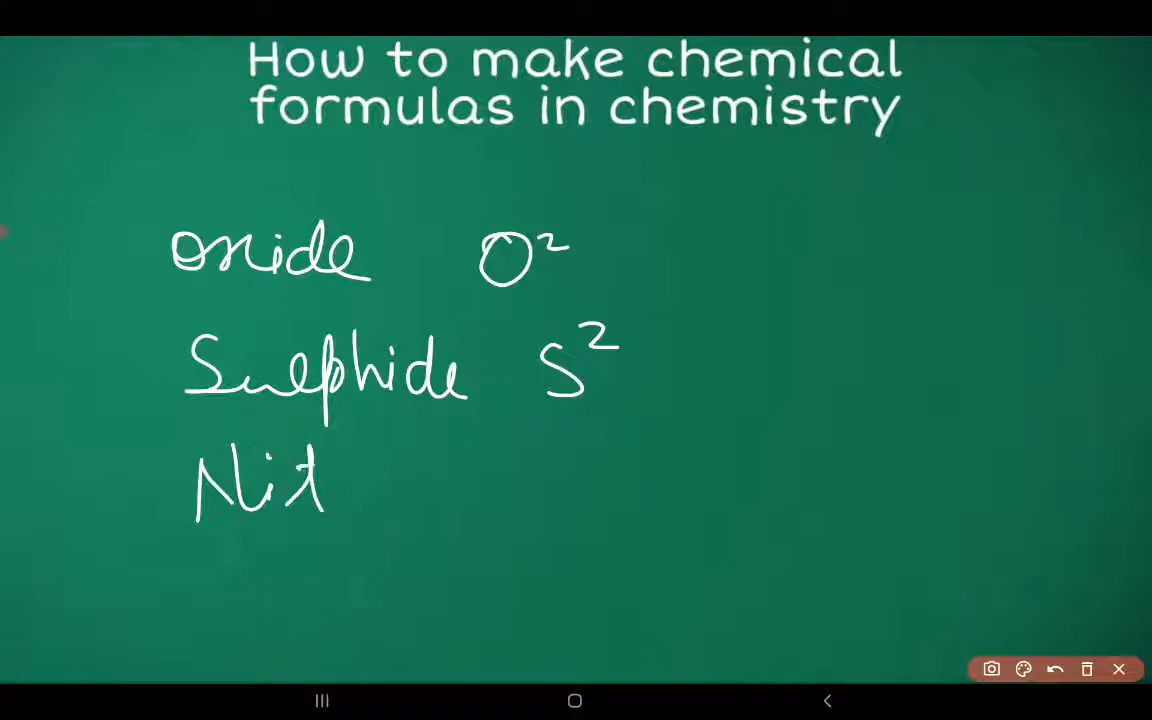 How to make chemical
formulas in chemistry
Oxide O²
Sulphide S²
Nit